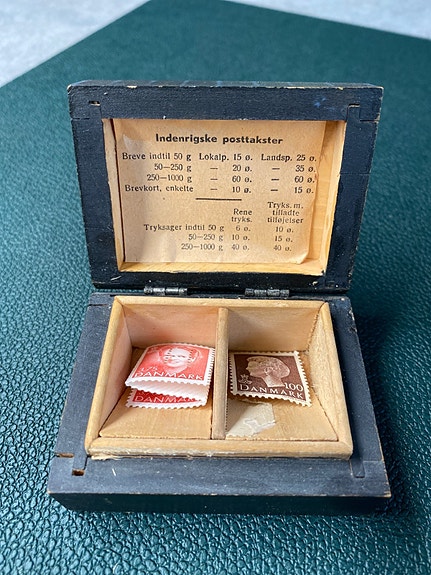 Indenrigske posttakster
Breve indtil 50 g Lokalp. 15 ø. Landsp. 25 ø.
50—250 g — 20 ø. — 35 ø.
250—1000 g — 60 ø. — 60 ø.
Brevkort, enkelte — 10 ø. — 15 ø.
Rene tryks. Tryks. m. tilladte tilføjelser
Tryksager indtil 50 g 6 ø. 10 ø.
50—250 g 10 ø. 15 ø.
250—1000 g 40 ø. 40 ø.
DANMARK
DANMARK
100
DANMARK